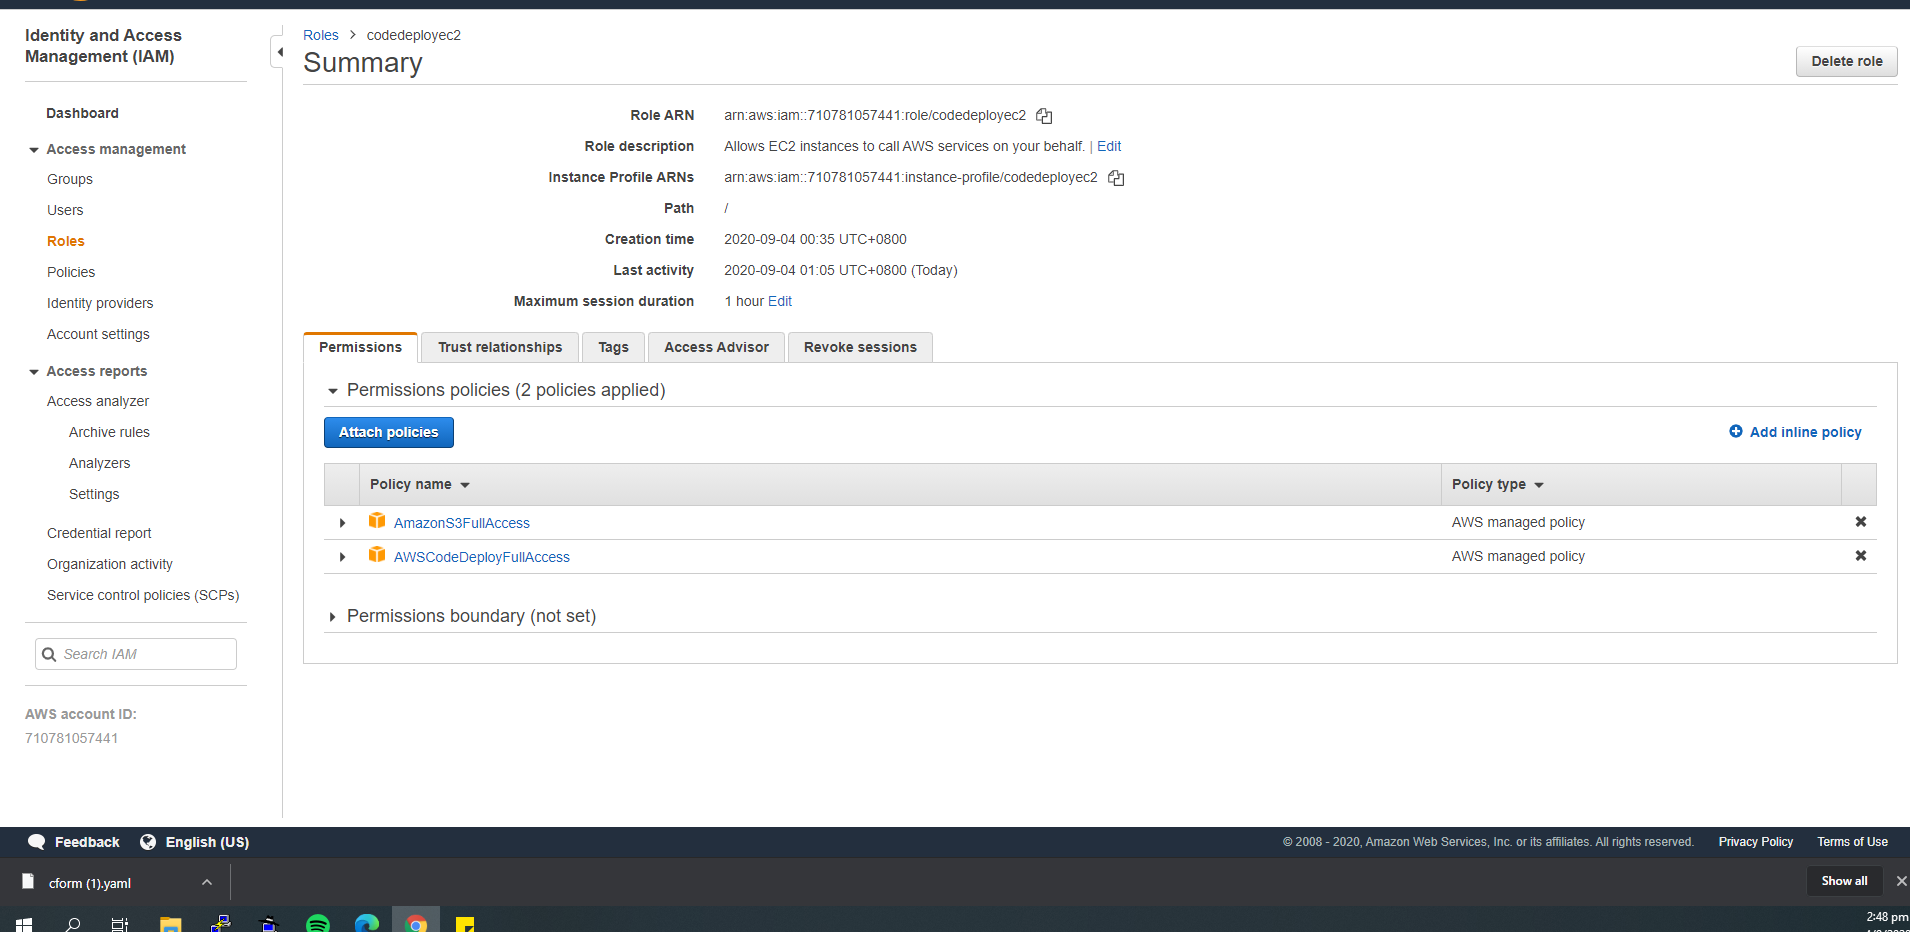 Identity and Access
Management (IAM)
Dashboard
Access management
Groups
Users
Roles
Policies
Identity providers
Account settings
Access reports
Access analyzer
Archive rules
Analyzers
Settings
Credential report
Organization activity
Service control policies (SCPs)
Search IAM
AWS account ID:
710781057441
Roles > codedeployec2
Summary
Delete role
Role ARN arn:aws:iam::710781057441:role/codedeployec2
Role description Allows EC2 instances to call AWS services on your behalf. | Edit
Instance Profile ARNs arn:aws:iam::710781057441:instance-profile/codedeployec2
Path /
Creation time 2020-09-04 00:35 UTC+0800
Last activity 2020-09-04 01:05 UTC+0800 (Today)
Maximum session duration 1 hour Edit
Permissions Trust relationships Tags Access Advisor Revoke sessions
Permissions policies (2 policies applied)
Attach policies Add inline policy
Policy name Policy type
AmazonS3FullAccess AWS managed policy
AWSCodeDeployFullAccess AWS managed policy
Permissions boundary (not set)
Feedback English (US) © 2008 - 2020, Amazon Web Services, Inc. or its affiliates. All rights reserved. Privacy Policy Terms of Use
cform (1).yaml Show all
2:48 pm